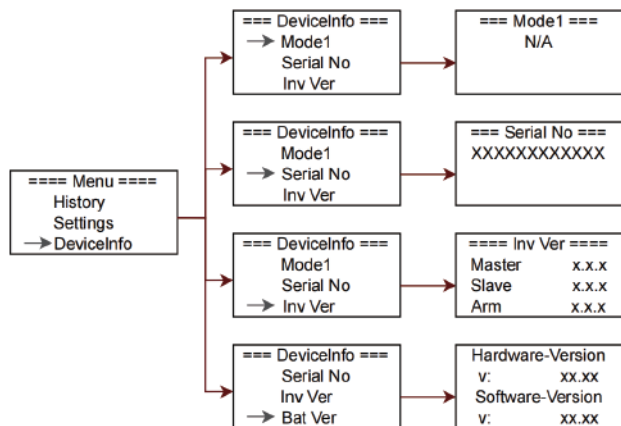 ==== Menu ====
History
Settings
DeviceInfo
=== DeviceInfo ===
Mode1
Serial No
Inv Ver
=== Mode1 ===
N/A
=== DeviceInfo ===
Mode1
Serial No
Inv Ver
=== Serial No ===
XXXXXXXXXXXX
=== DeviceInfo ===
Mode1
Serial No
Inv Ver
==== Inv Ver ====
Master x.x.x
Slave x.x.x
Arm x.x.x
=== DeviceInfo ===
Serial No
Inv Ver
Bat Ver
Hardware-Version
v: xx.xx
Software-Version
v: xx.xx